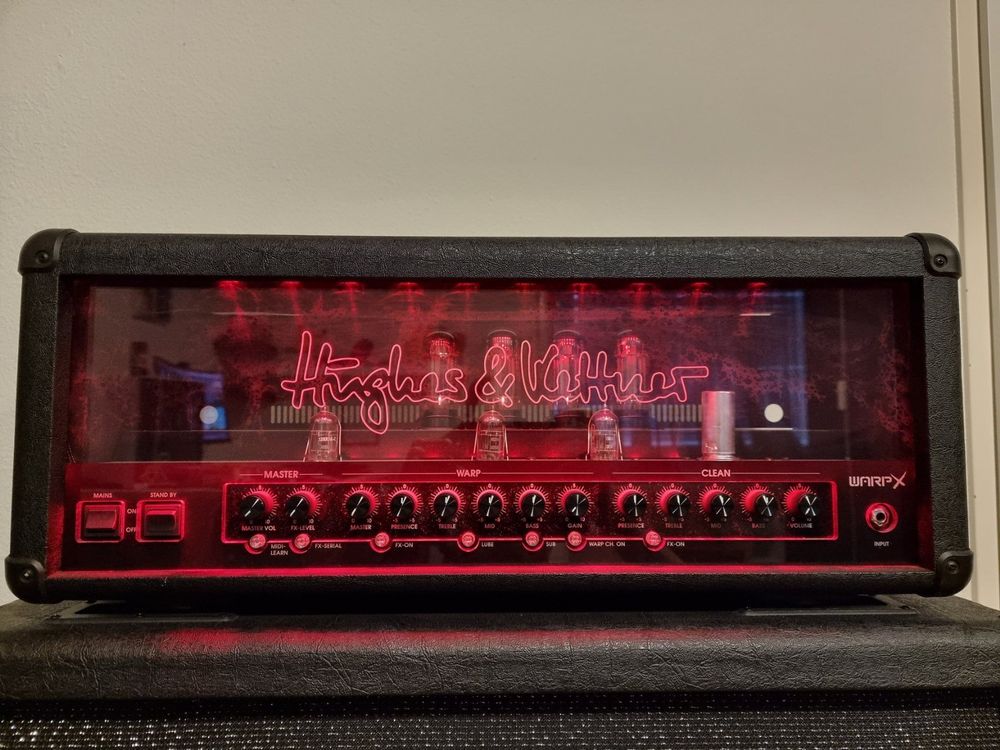 Hughes & Kettner
MASTER WARP CLEAN
WARP X
MAINS STAND BY
ON
OFF
MASTER VOL FX-LEVEL MASTER PRESENCE TREBLE MID BASS GAIN PRESENCE TREBLE MID BASS VOLUME
MIDI-LEARN FX-SERIAL FX-ON LUBE SUB WARP CH. ON FX-ON
INPUT